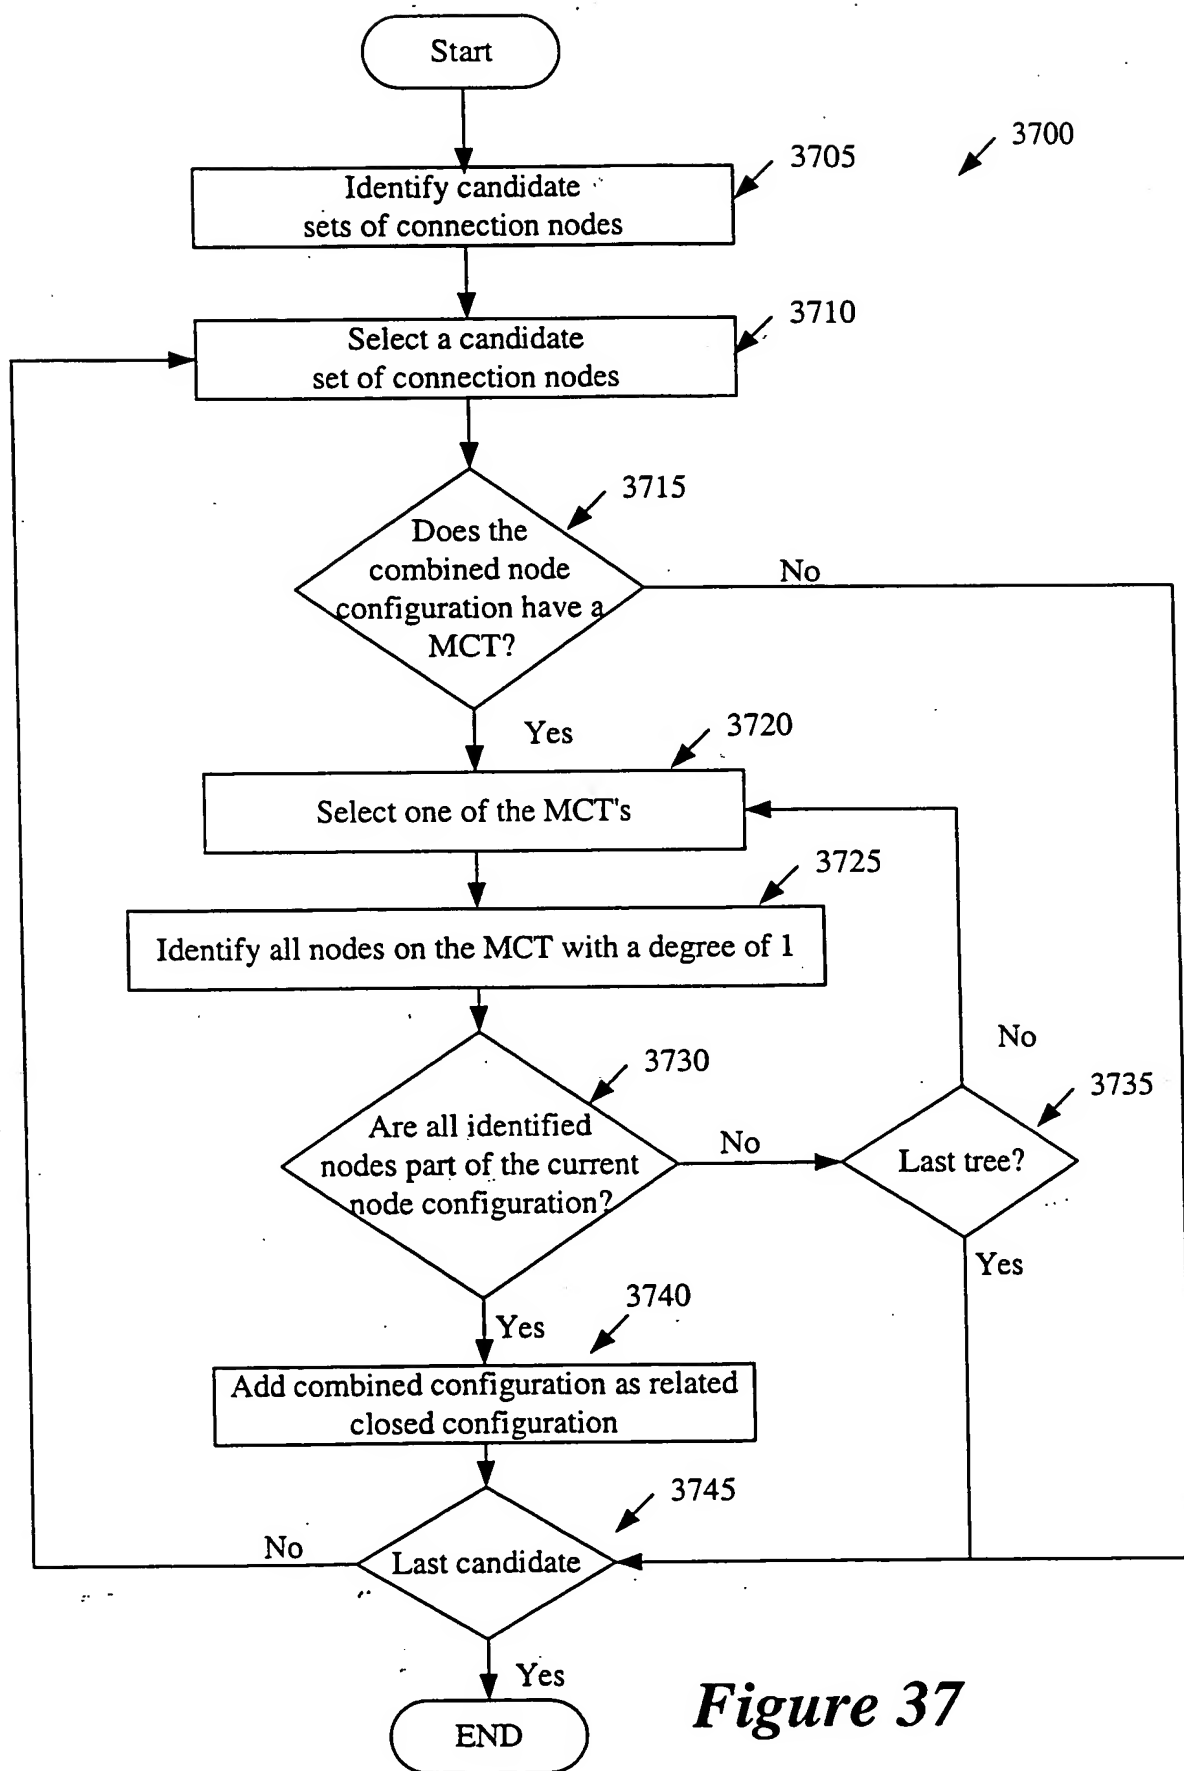 Start
3700
3705
Identify candidate
sets of connection nodes
3710
Select a candidate
set of connection nodes
3715
Does the
combined node
configuration have a
MCT?
No
Yes
3720
Select one of the MCT's
3725
Identify all nodes on the MCT with a degree of 1
No
3730
3735
Are all identified
nodes part of the current
node configuration?
No
Last tree?
Yes
3740
Yes
Add combined configuration as related
closed configuration
3745
No
Last candidate
Yes
END
Figure 37